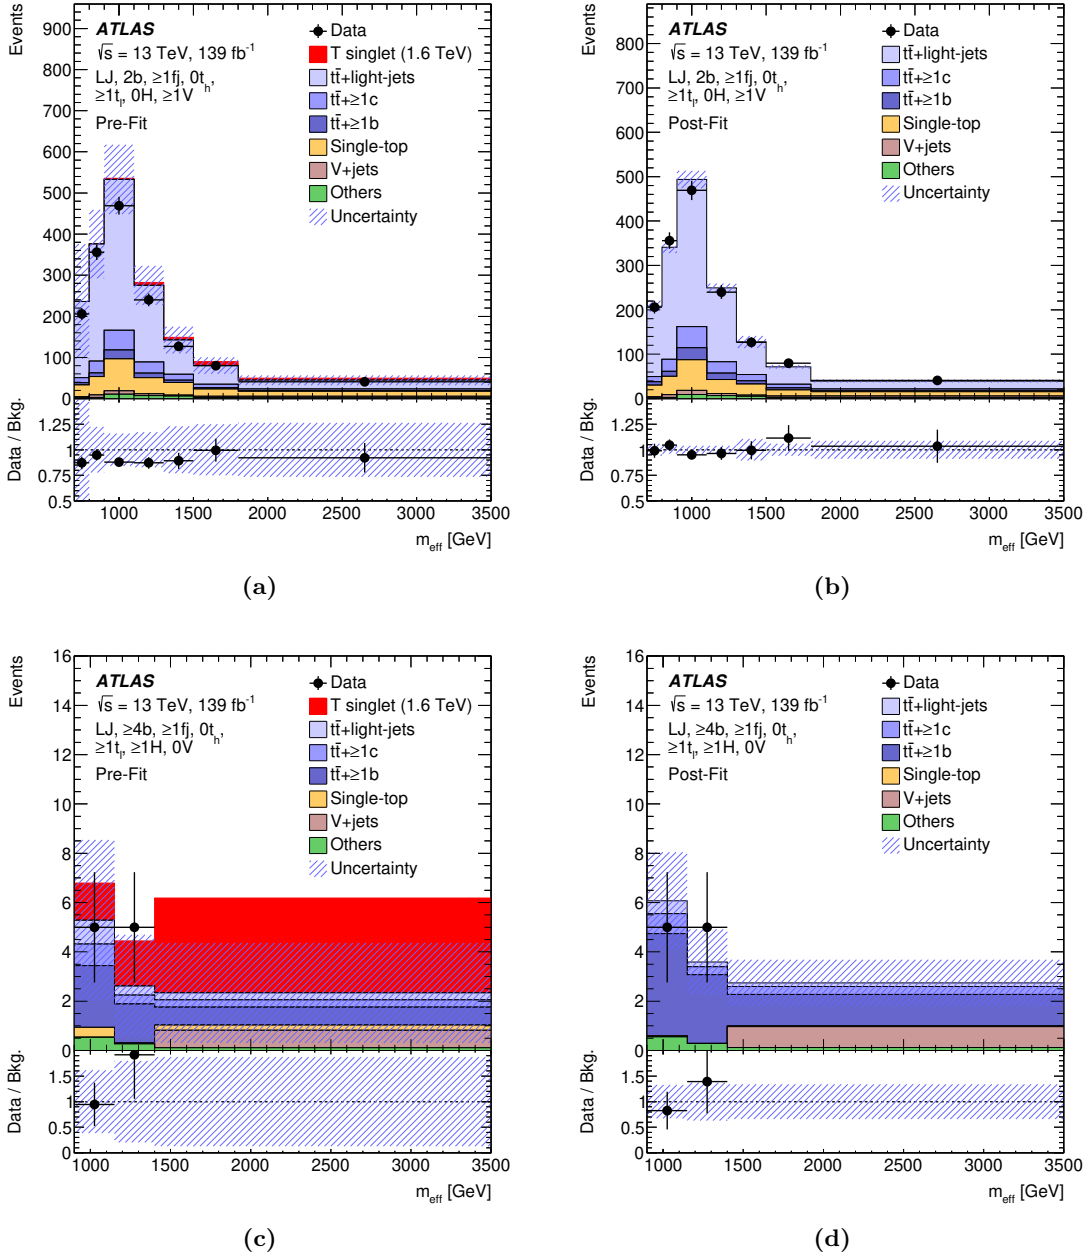 Events
900
800
700
600
500
400
300
200
100
0
ATLAS
√s = 13 TeV, 139 fb⁻¹
LJ, 2b, ≥1fj, 0tₕ,
≥1tₗ, 0H, ≥1V
Pre-Fit
Data
T singlet (1.6 TeV)
tt̄+light-jets
tt̄+≥1c
tt̄+≥1b
Single-top
V+jets
Others
Uncertainty
Data / Bkg.
1.25
1
0.75
0.5
1000 1500 2000 2500 3000 3500
m_eff [GeV]
(a)
Events
800
700
600
500
400
300
200
100
0
ATLAS
√s = 13 TeV, 139 fb⁻¹
LJ, 2b, ≥1fj, 0tₕ,
≥1tₗ, 0H, ≥1V
Post-Fit
Data
tt̄+light-jets
tt̄+≥1c
tt̄+≥1b
Single-top
V+jets
Others
Uncertainty
Data / Bkg.
1.25
1
0.75
0.5
1000 1500 2000 2500 3000 3500
m_eff [GeV]
(b)
Events
16
14
12
10
8
6
4
2
0
ATLAS
√s = 13 TeV, 139 fb⁻¹
LJ, ≥4b, ≥1fj, 0tₕ,
≥1tₗ, ≥1H, 0V
Pre-Fit
Data
T singlet (1.6 TeV)
tt̄+light-jets
tt̄+≥1c
tt̄+≥1b
Single-top
V+jets
Others
Uncertainty
Data / Bkg.
1.5
1
0.5
0
1000 1500 2000 2500 3000 3500
m_eff [GeV]
(c)
Events
16
14
12
10
8
6
4
2
0
ATLAS
√s = 13 TeV, 139 fb⁻¹
LJ, ≥4b, ≥1fj, 0tₕ,
≥1tₗ, ≥1H, 0V
Post-Fit
Data
tt̄+light-jets
tt̄+≥1c
tt̄+≥1b
Single-top
V+jets
Others
Uncertainty
Data / Bkg.
1.5
1
0.5
0
1000 1500 2000 2500 3000 3500
m_eff [GeV]
(d)